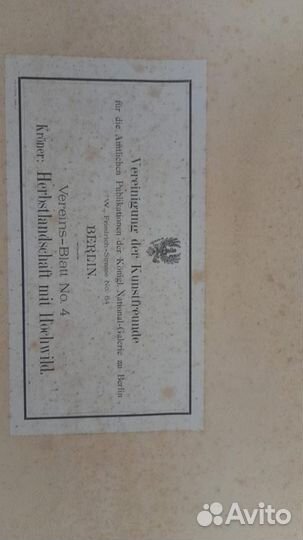 Vereinigung der Kunstfreunde
für die Amtlichen Publikationen der Königl. National-Galerie zu Berlin
W., Friedrich-Strasse No. 64
BERLIN.
Vereins-Blatt No. 4
Kröner: Herbstlandschaft mit Hochwild.
Avito